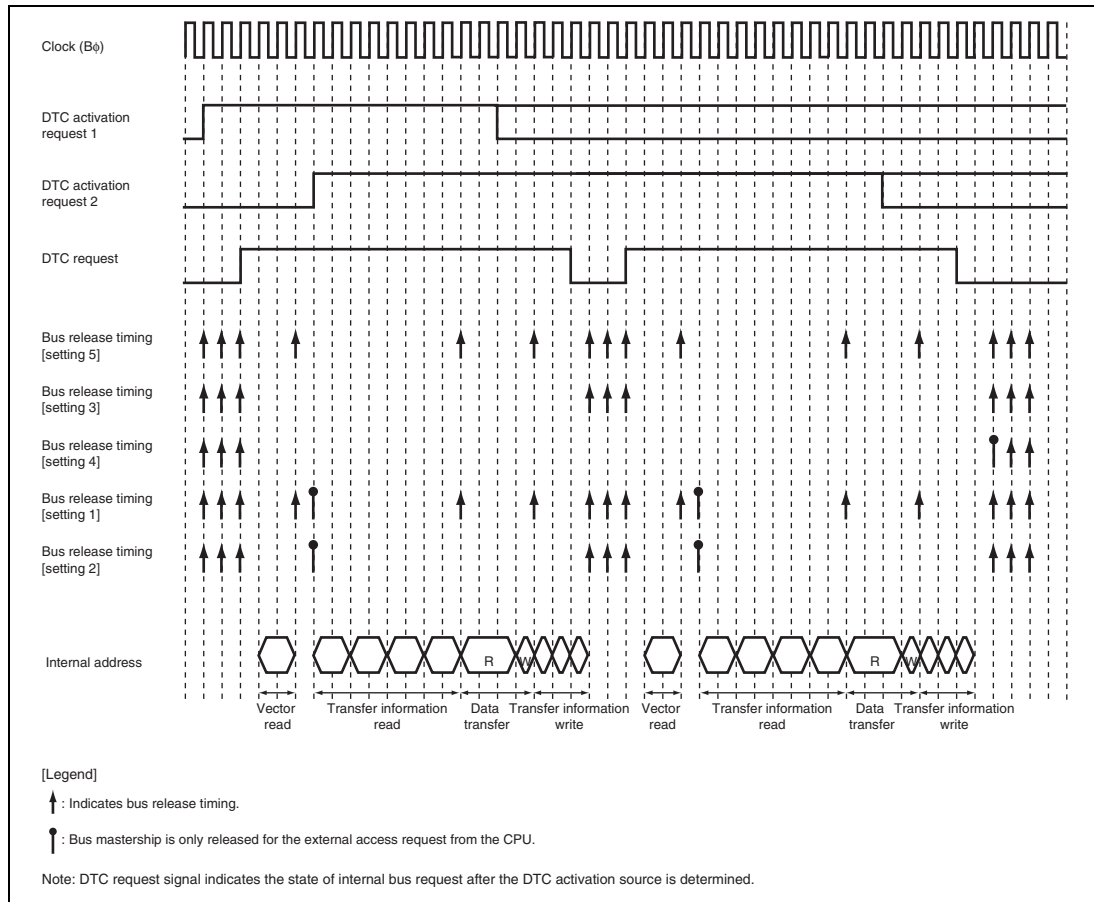 Clock (Bϕ)
DTC activation
request 1
DTC activation
request 2
DTC request
Bus release timing
[setting 5]
Bus release timing
[setting 3]
Bus release timing
[setting 4]
Bus release timing
[setting 1]
Bus release timing
[setting 2]
Internal address
R W R W
Vector read
Transfer information read
Data transfer
Transfer information write
Vector read
Transfer information read
Data transfer
Transfer information write
[Legend]
: Indicates bus release timing.
: Bus mastership is only released for the external access request from the CPU.
Note: DTC request signal indicates the state of internal bus request after the DTC activation source is determined.